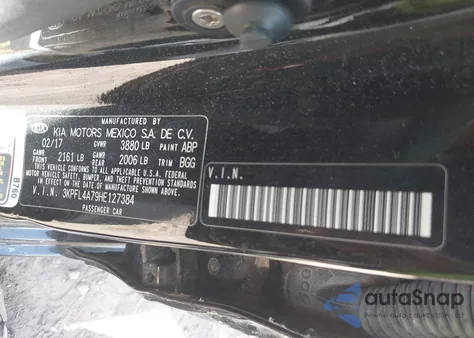 MANUFACTURED BY
KIA KIA MOTORS MEXICO S.A. DE C.V.
02/17 GVWR 3880 LB PAINT ABP
GAWR FRONT 2161 LB GAWR REAR 2006 LB TRIM BGG
THIS VEHICLE CONFORMS TO ALL APPLICABLE U.S.A. FEDERAL
MOTOR VEHICLE SAFETY, BUMPER, AND THEFT PREVENTION
STANDARDS IN EFFECT ON THE DATE OF MANUFACTURE SHOWN ABOVE.
V.I.N. 3KPFL4A79HE127384
PASSENGER CAR
V.I.N.
B760
autoSnap